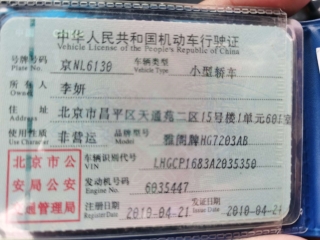 中华人民共和国机动车行驶证
Vehicle License of the People's Republic of China
号牌号码 京NL6130 车辆类型 小型轿车
Plate No. Vehicle Type
所有人 李妍
Owner
住址 北京市昌平区天通苑二区15号楼1单元601室
Address
使用性质 非营运 品牌型号 雅阁牌HG7203AB
Use Character Model
车辆识别代号 LHGCP1683A2035350
VIN
发动机号码 6035447
Engine No.
注册日期 2010-04-21 发证日期 2010-04-21
Register Date Issue Date
北京市公
安局公安
交通管理局